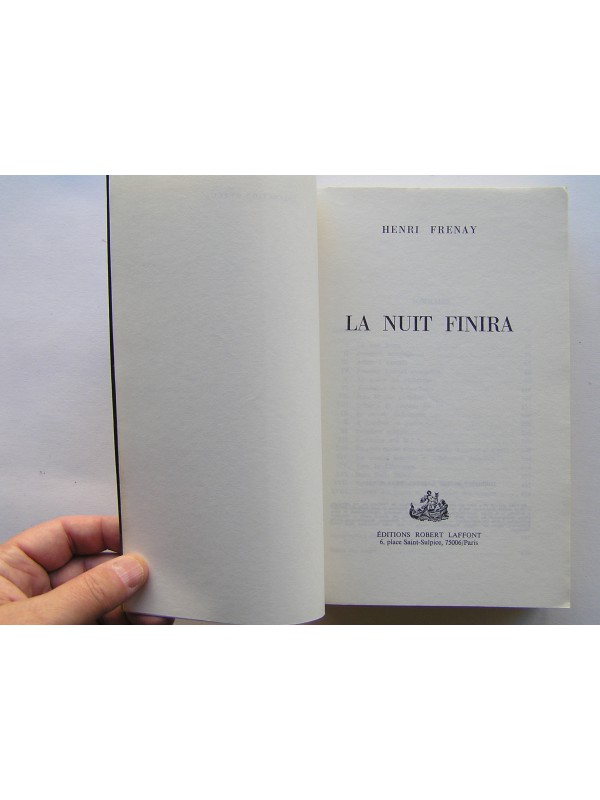 HENRI FRENAY
LA NUIT FINIRA
ÉDITIONS ROBERT LAFFONT
6, place Saint-Sulpice, 75006/Paris